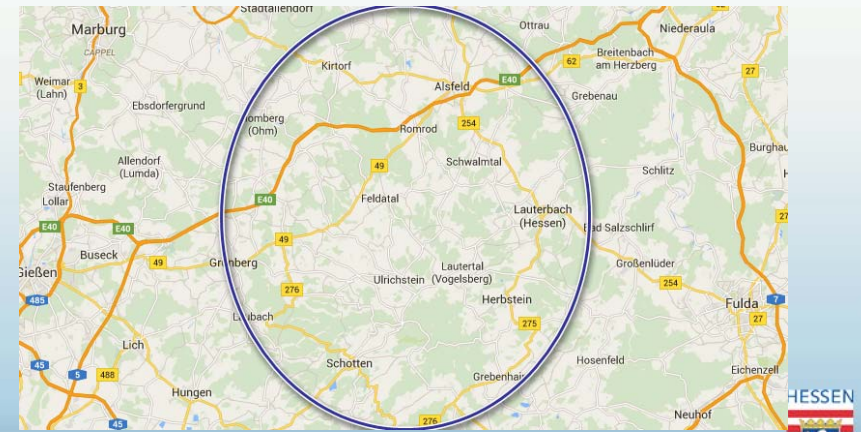 Stadtallendorf
Ottrau
Marburg
Niederaula
CAPPEL
Breitenbach
am Herzberg
62
Kirtorf
27
Weimar
(Lahn)
3
Alsfeld
E40
Ebsdorfergrund
Grebenau
Homberg
(Ohm)
Romrod
254
Burghau
Allendorf
(Lumda)
49
Schwalmtal
Schlitz
Staufenberg
Lollar
E40
Feldatal
Lauterbach
(Hessen)
27
E40
E40
Bad Salzschlirf
Buseck
49
49
Grünberg
Großenlüder
Gießen
Ulrichstein
Lautertal
(Vogelsberg)
254
485
276
Herbstein
Fulda
7
27
Laubach
275
Lich
Schotten
Hosenfeld
45
5
488
Grebenhain
Eichenzell
Hungen
HESSEN
45
276
Neuhof